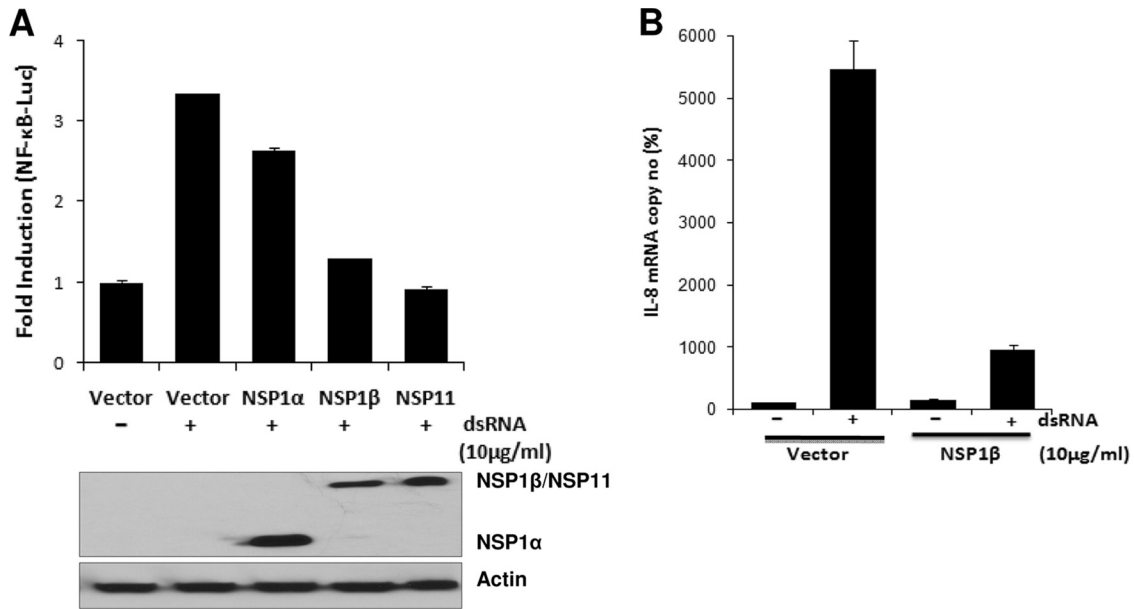 A
Fold Induction (NF-κB-Luc)
4
3
2
1
0
Vector Vector NSP1α NSP1β NSP11
– + + + + dsRNA
(10µg/ml)
NSP1β/NSP11
NSP1α
Actin
B
IL-8 mRNA copy no (%)
6000
5000
4000
3000
2000
1000
0
– + – + dsRNA
Vector NSP1β (10µg/ml)